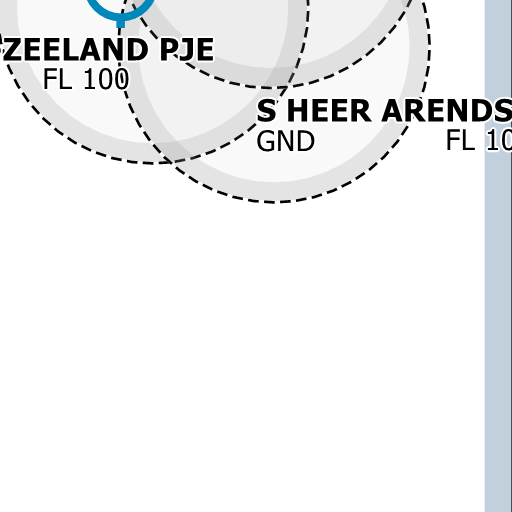 ZEELAND PJE
FL 100
S HEER ARENDS
GND
FL 10